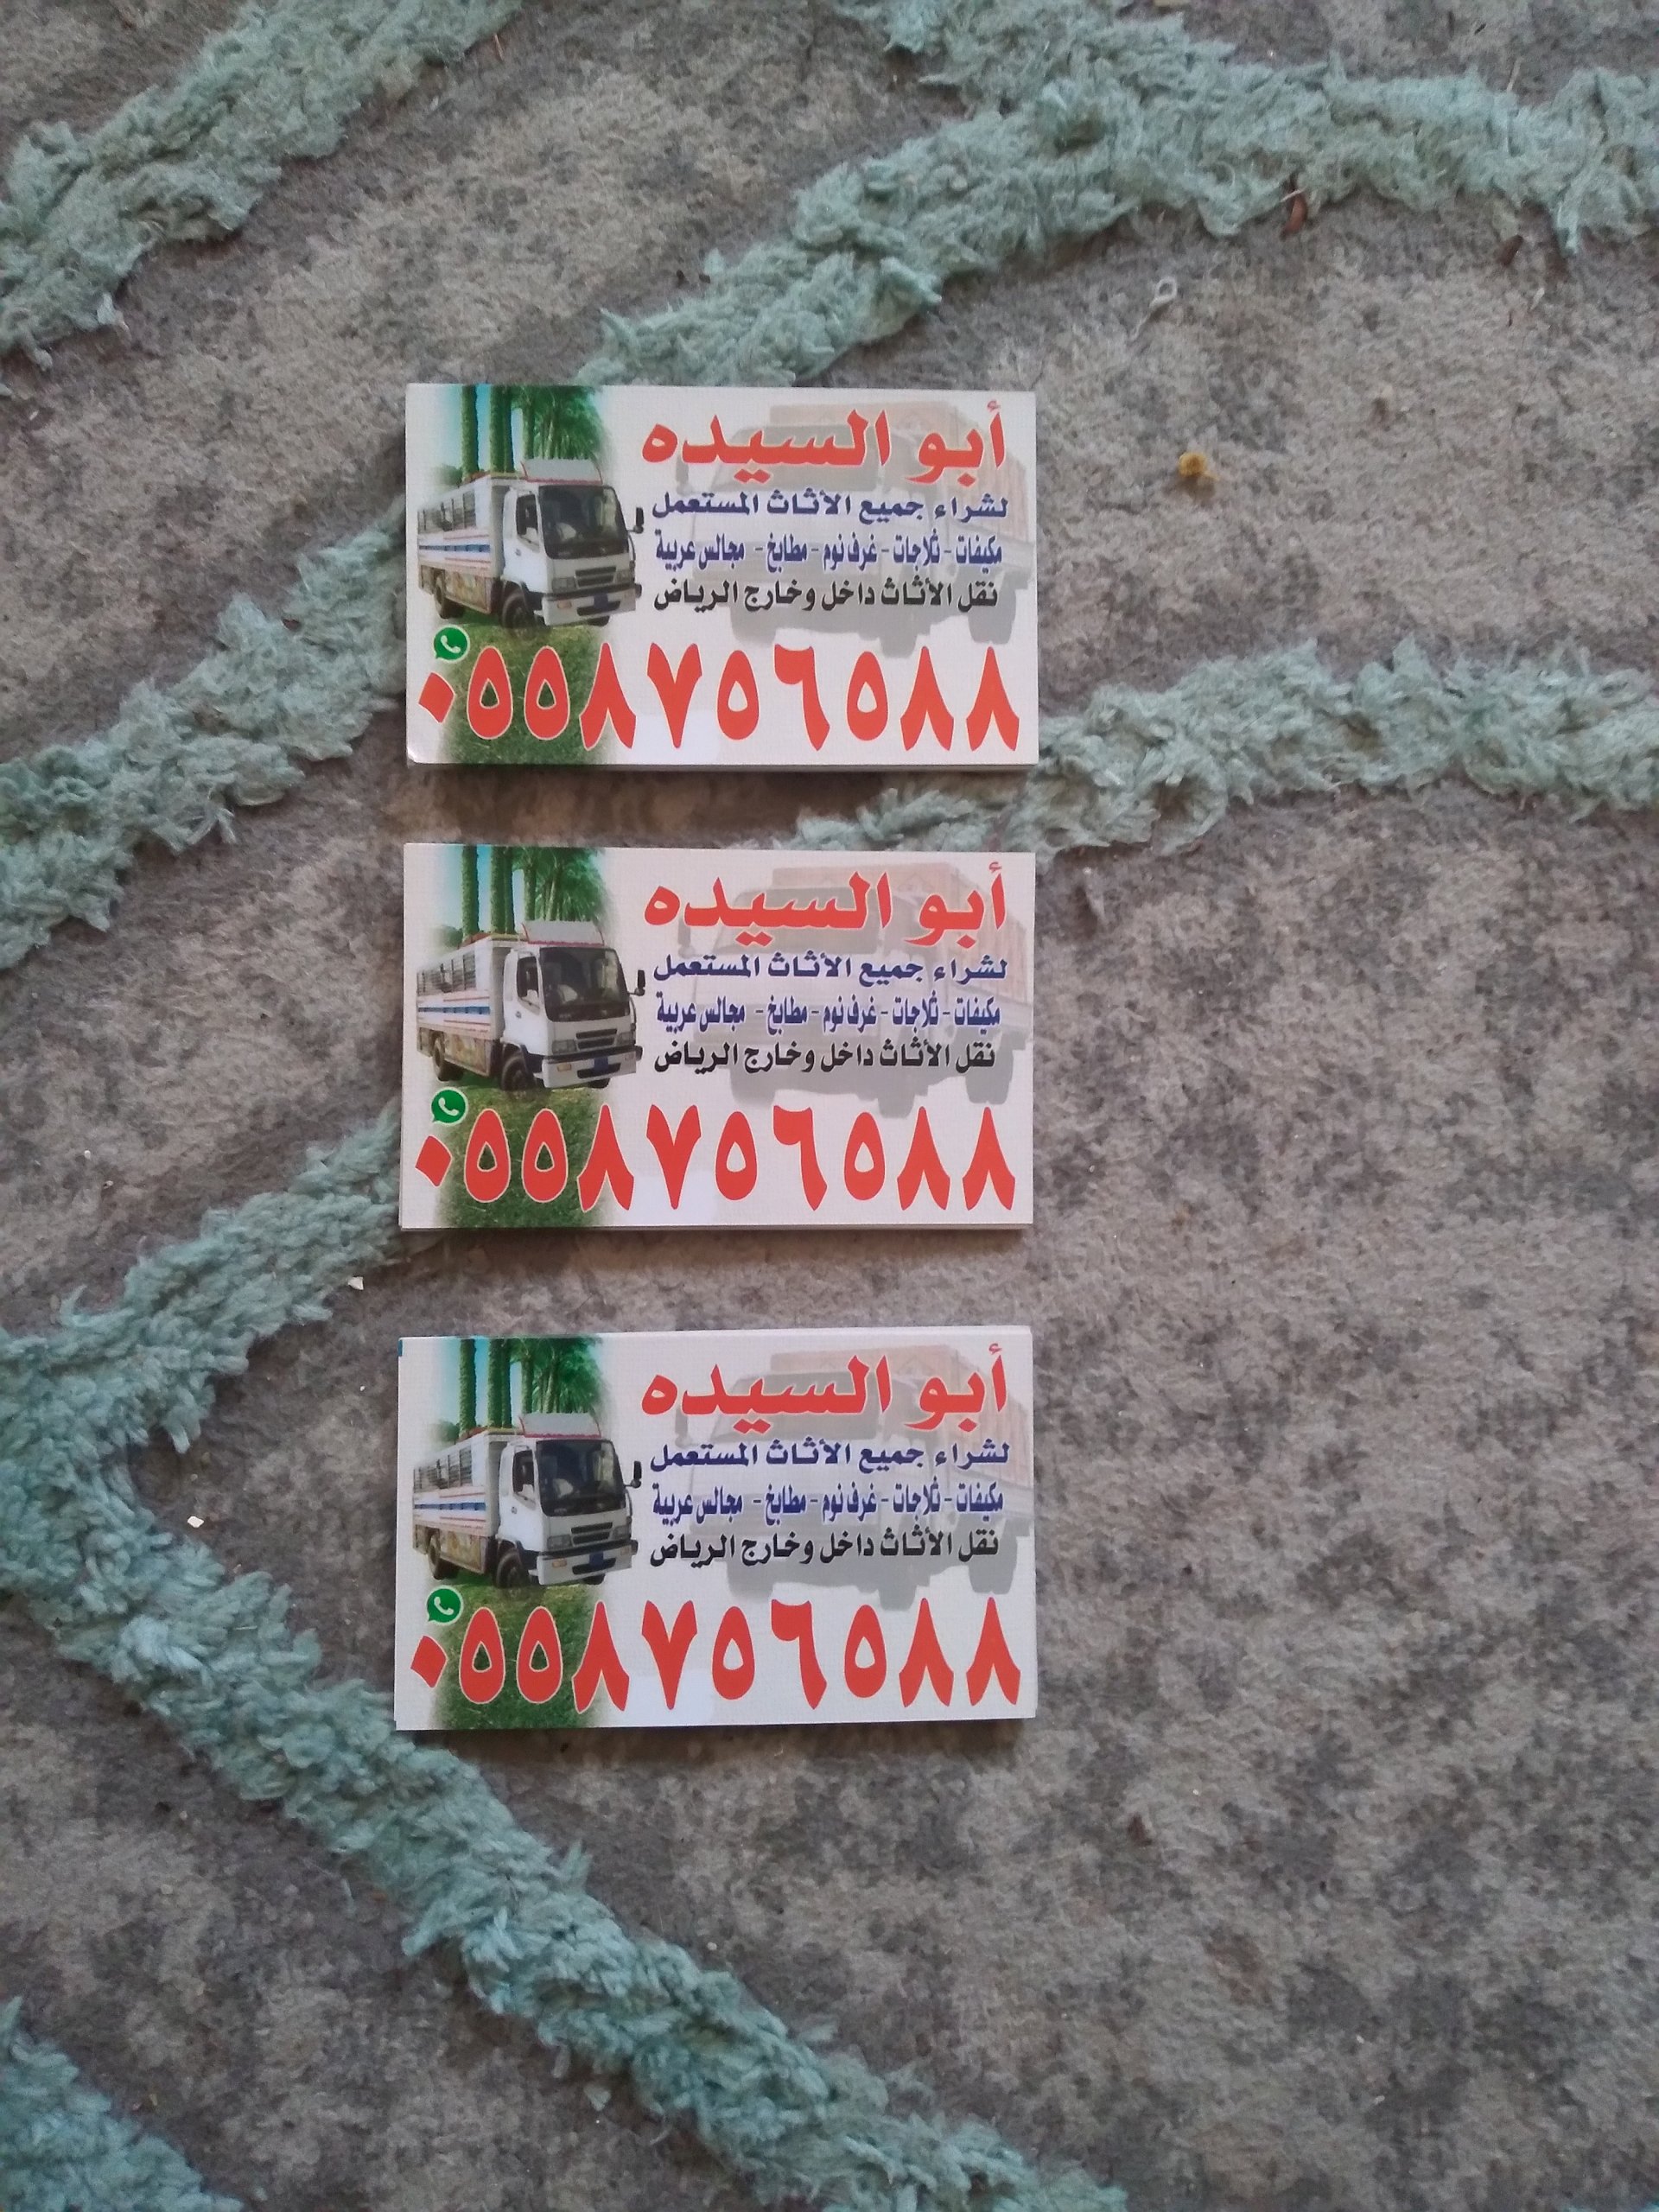 أبو السيده
لشراء جميع الأثاث المستعمل
مكيفات - ثلاجات - غرف نوم - مطابخ - مجالس عربية
نقل الأثاث داخل وخارج الرياض
٠٥٥٨٧٥٦٥٨٨
أبو السيده
لشراء جميع الأثاث المستعمل
مكيفات - ثلاجات - غرف نوم - مطابخ - مجالس عربية
نقل الأثاث داخل وخارج الرياض
٠٥٥٨٧٥٦٥٨٨
أبو السيده
لشراء جميع الأثاث المستعمل
مكيفات - ثلاجات - غرف نوم - مطابخ - مجالس عربية
نقل الأثاث داخل وخارج الرياض
٠٥٥٨٧٥٦٥٨٨